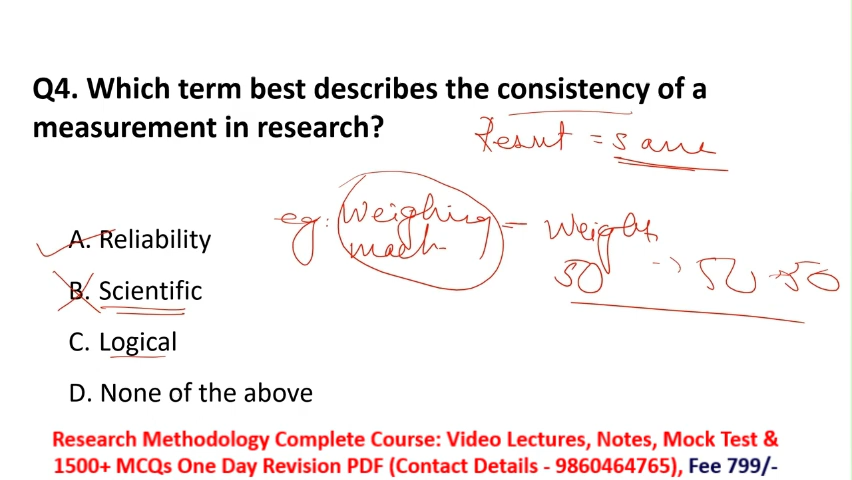 Q4. Which term best describes the consistency of a
measurement in research?
Result = same
eg: Weighing
mach
= Weight
50 → 50 → 50
A. Reliability
B. Scientific
C. Logical
D. None of the above
Research Methodology Complete Course: Video Lectures, Notes, Mock Test &
1500+ MCQs One Day Revision PDF (Contact Details - 9860464765), Fee 799/-